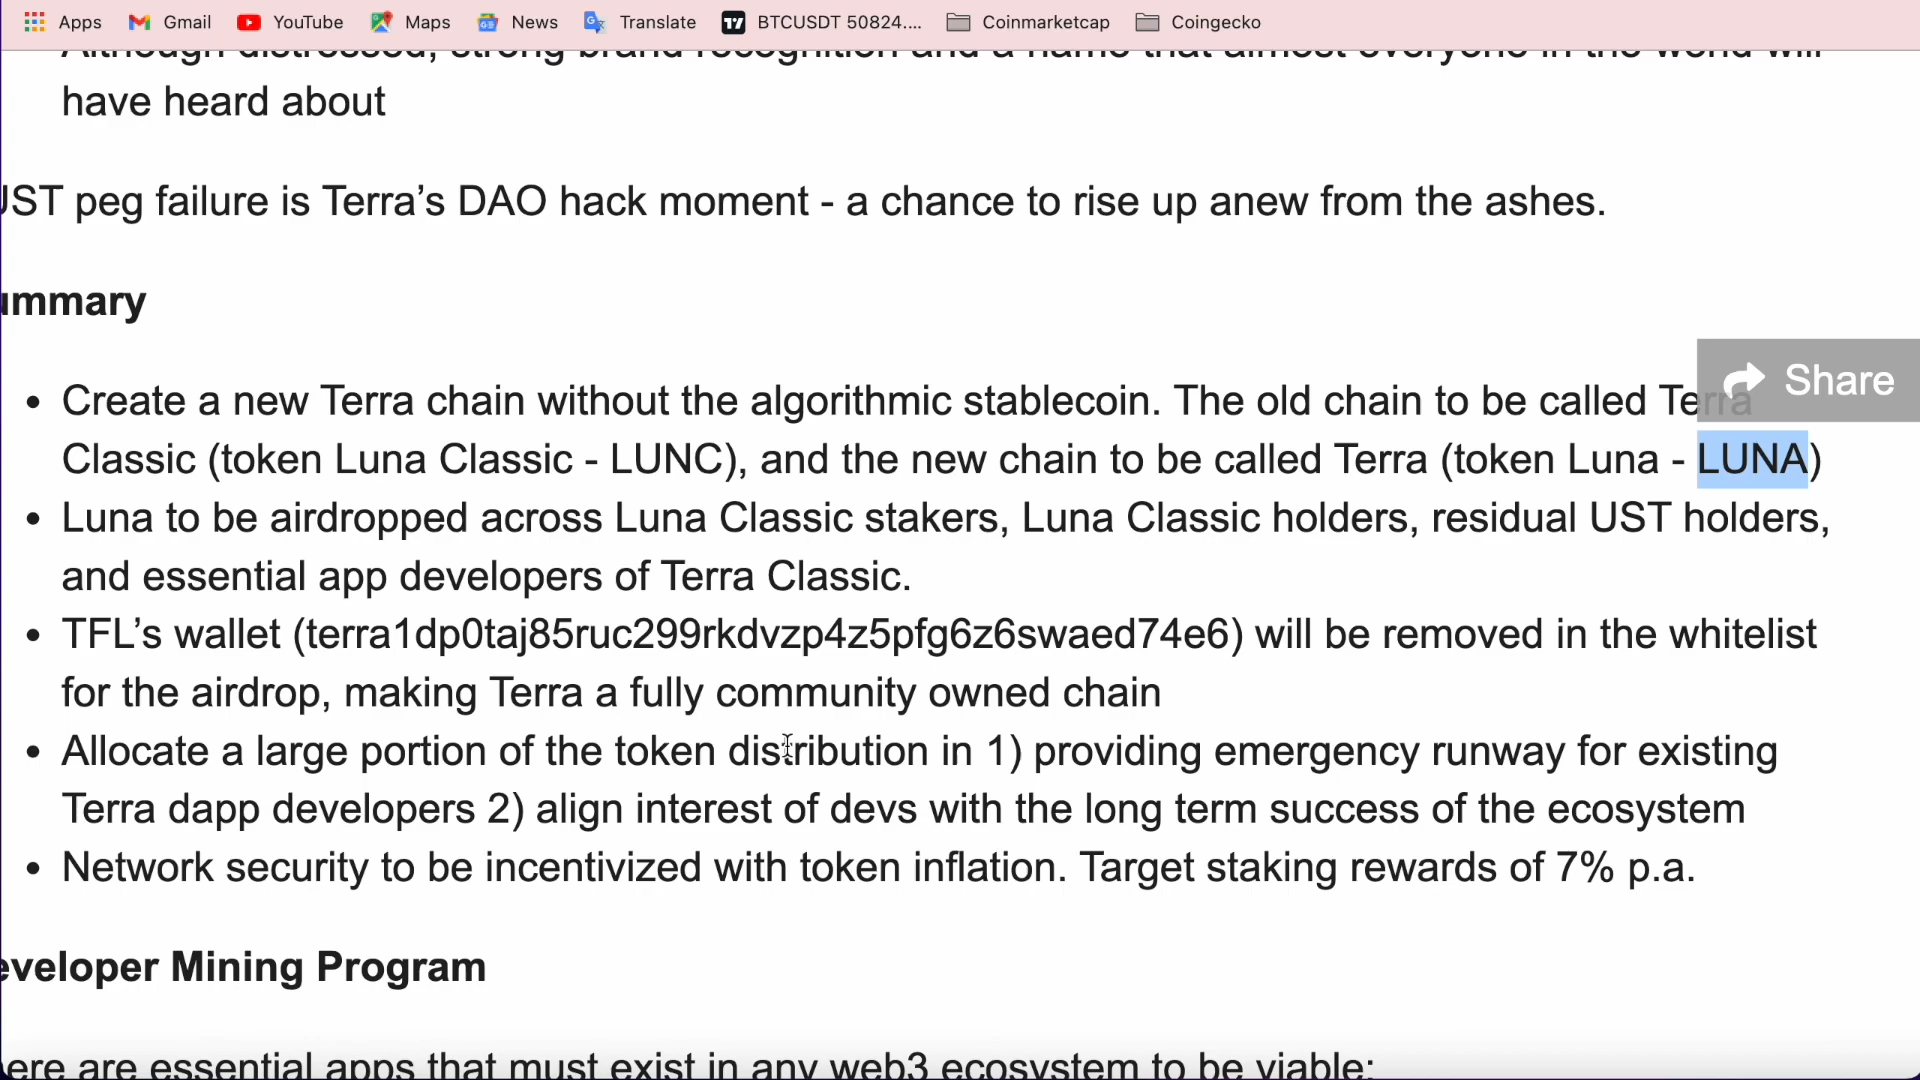 Apps Gmail YouTube Maps News Translate BTCUSDT 50824.... Coinmarketcap Coingecko
Although distressed, strong brand recognition and a name that almost everyone in the world will
have heard about
UST peg failure is Terra’s DAO hack moment - a chance to rise up anew from the ashes.
ummary
Share
• Create a new Terra chain without the algorithmic stablecoin. The old chain to be called Terra
Classic (token Luna Classic - LUNC), and the new chain to be called Terra (token Luna - LUNA)
• Luna to be airdropped across Luna Classic stakers, Luna Classic holders, residual UST holders,
and essential app developers of Terra Classic.
• TFL’s wallet (terra1dp0taj85ruc299rkdvzp4z5pfg6z6swaed74e6) will be removed in the whitelist
for the airdrop, making Terra a fully community owned chain
• Allocate a large portion of the token distribution in 1) providing emergency runway for existing
Terra dapp developers 2) align interest of devs with the long term success of the ecosystem
• Network security to be incentivized with token inflation. Target staking rewards of 7% p.a.
eveloper Mining Program
ere are essential apps that must exist in any web3 ecosystem to be viable: